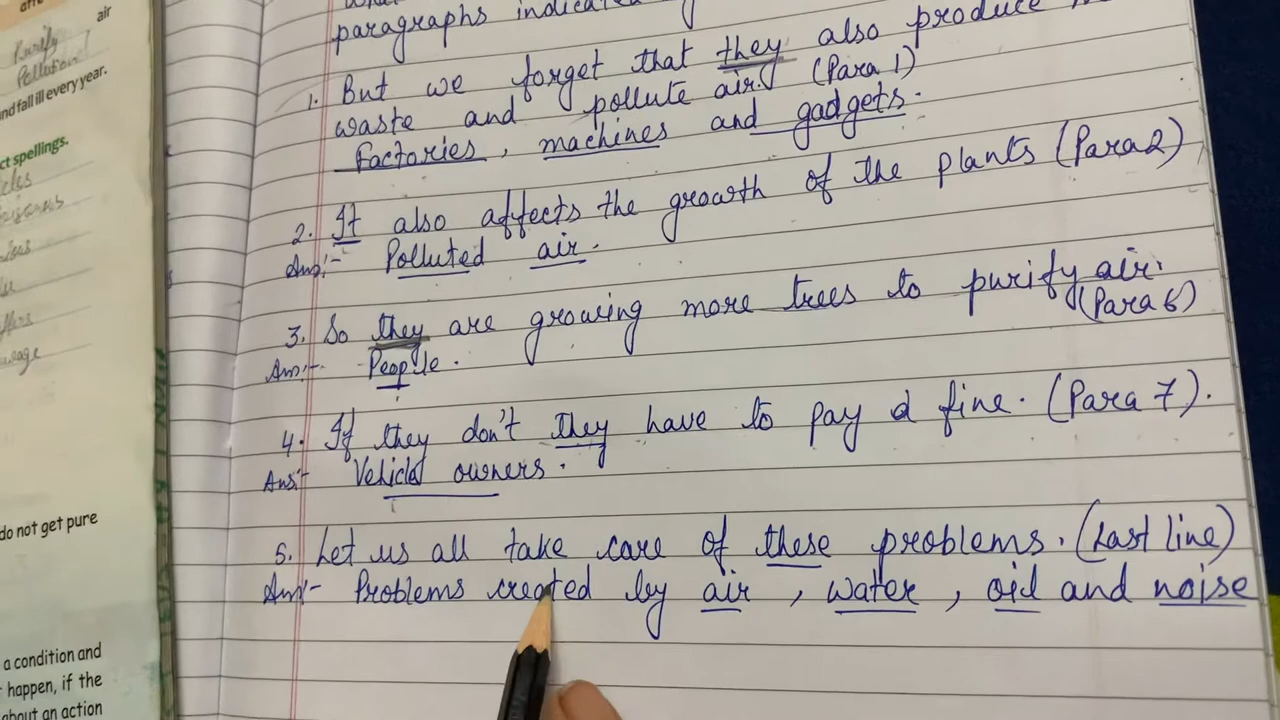 air
Purify
Pollution
and fall ill every year.
ct spellings.
do not get pure
a condition and
happen, if the
about an action
paragraphs indicated
1. But we forget that they also produce
waste and pollute air. (Para 1)
Factories, machines and gadgets.
2. It also affects the growth of the plants (Para 2)
Ans:- Polluted air.
3. So they are growing more trees to purify air.
(Para 6)
Ans:- People.
4. If they don't they have to pay a fine. (Para 7).
Ans:- Vehicle owners.
5. Let us all take care of these problems. (Last line)
Ans:- Problems created by air, water, oil and noise